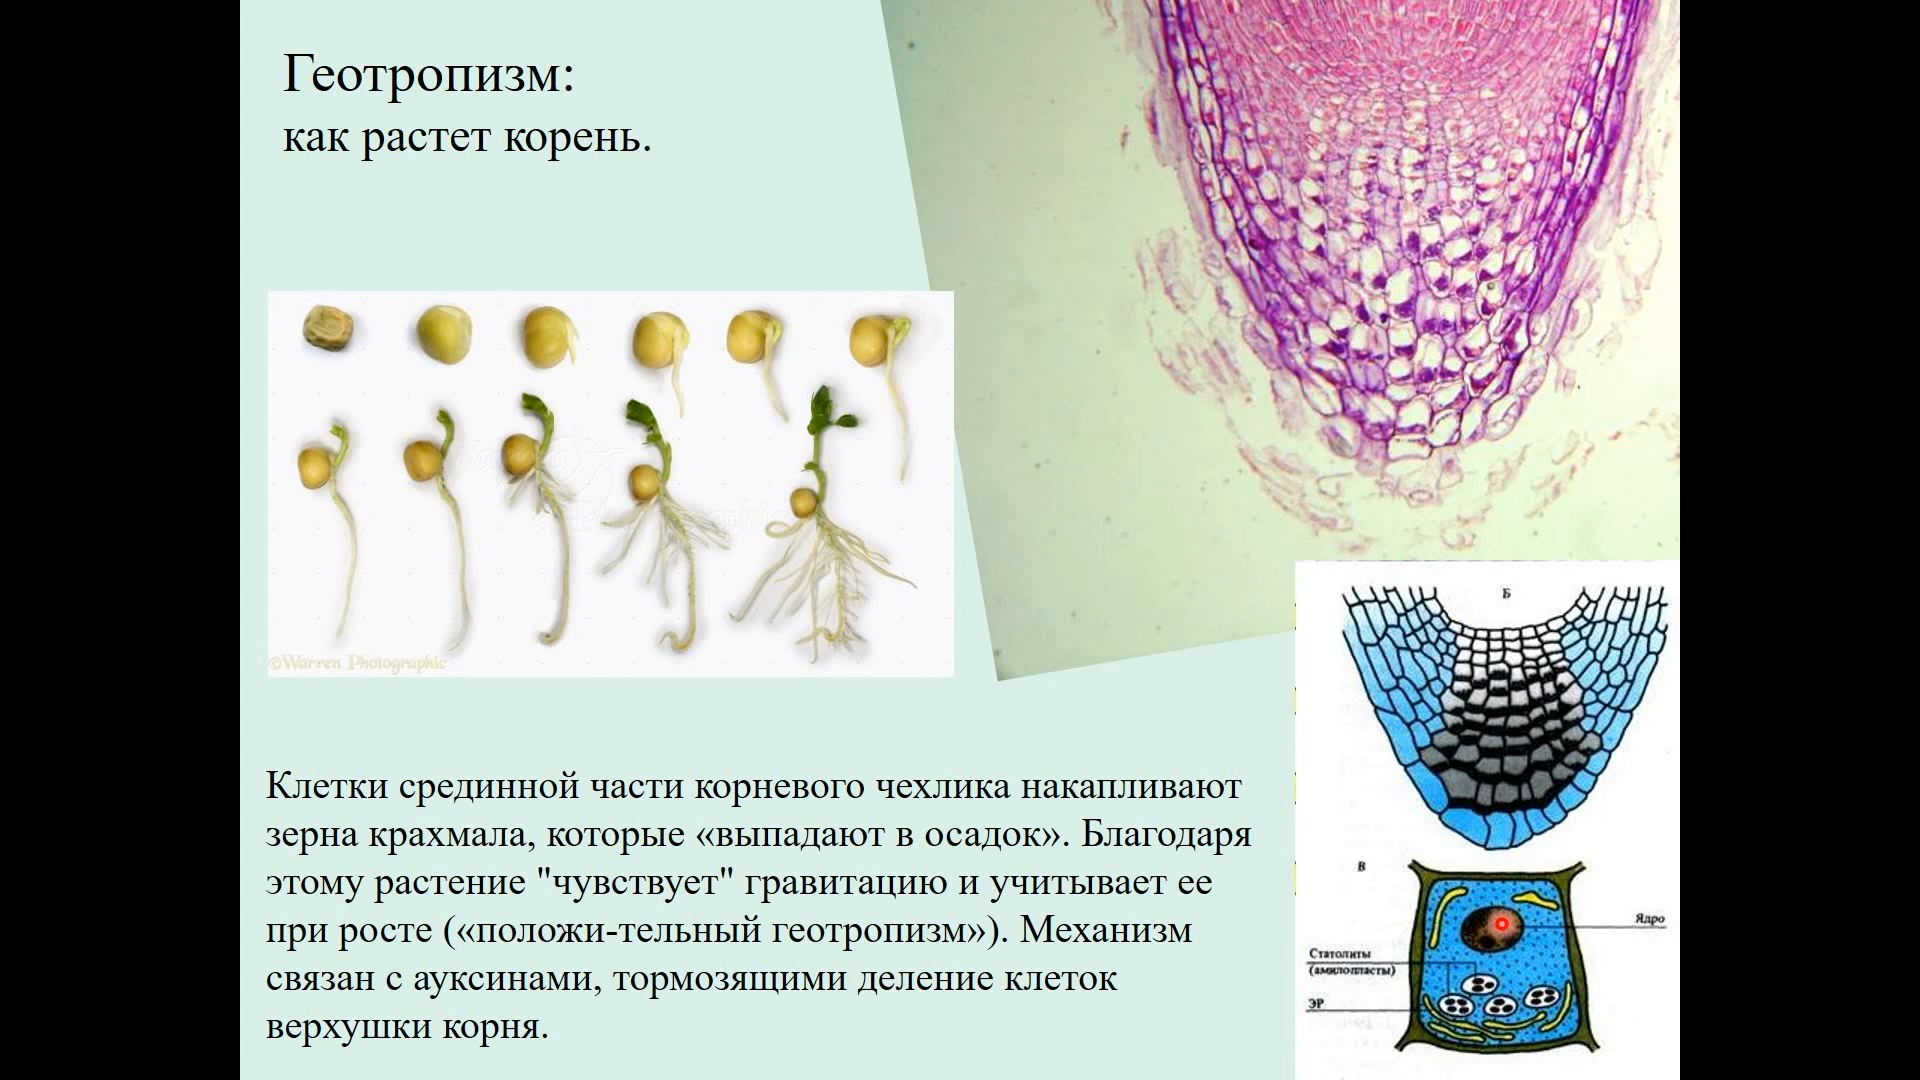 Геотропизм:
как растет корень.
©Warren Photographic
Клетки срединной части корневого чехлика накапливают
зерна крахмала, которые «выпадают в осадок». Благодаря
этому растение "чувствует" гравитацию и учитывает ее
при росте («положи-тельный геотропизм»). Механизм
связан с ауксинами, тормозящими деление клеток
верхушки корня.
Б
В
Ядро
Статолиты
(амилопласты)
ЭР